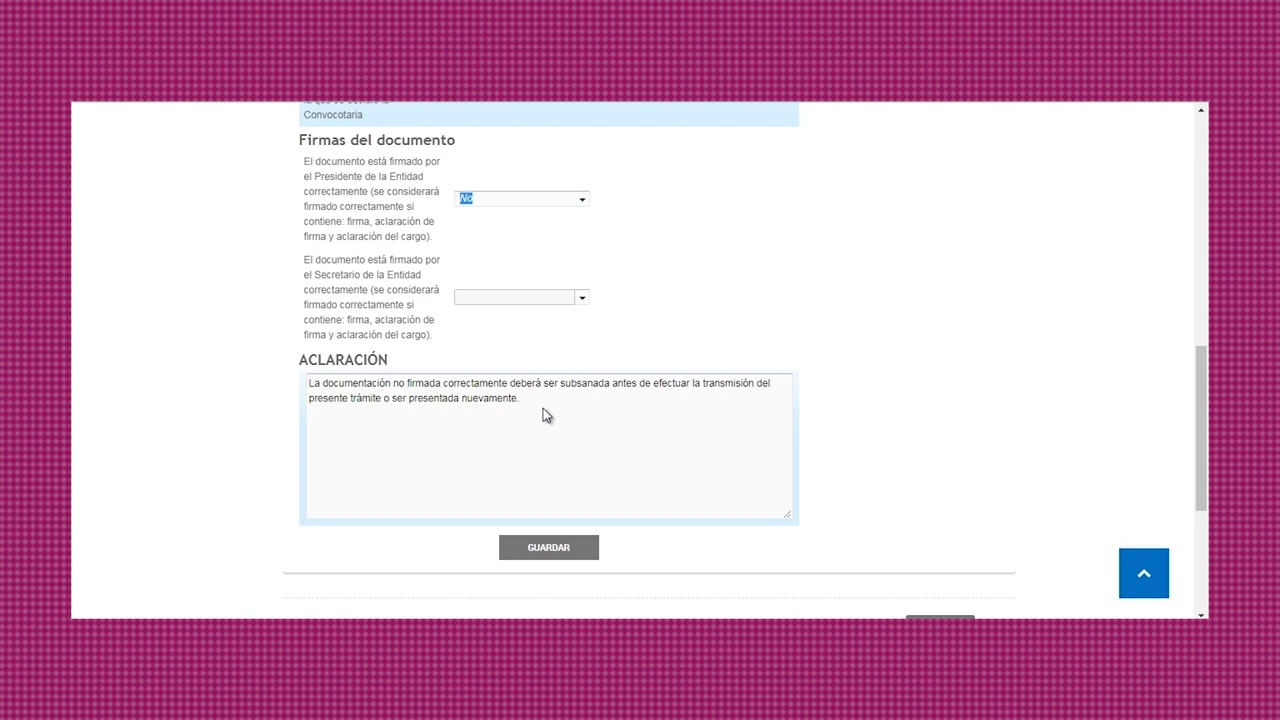 Convocotaria
Firmas del documento
El documento está firmado por
el Presidente de la Entidad
correctamente (se considerará
firmado correctamente si
contiene: firma, aclaración de
firma y aclaración del cargo).
No
El documento está firmado por
el Secretario de la Entidad
correctamente (se considerará
firmado correctamente si
contiene: firma, aclaración de
firma y aclaración del cargo).
ACLARACIÓN
La documentación no firmada correctamente deberá ser subsanada antes de efectuar la transmisión del
presente trámite o ser presentada nuevamente.
GUARDAR